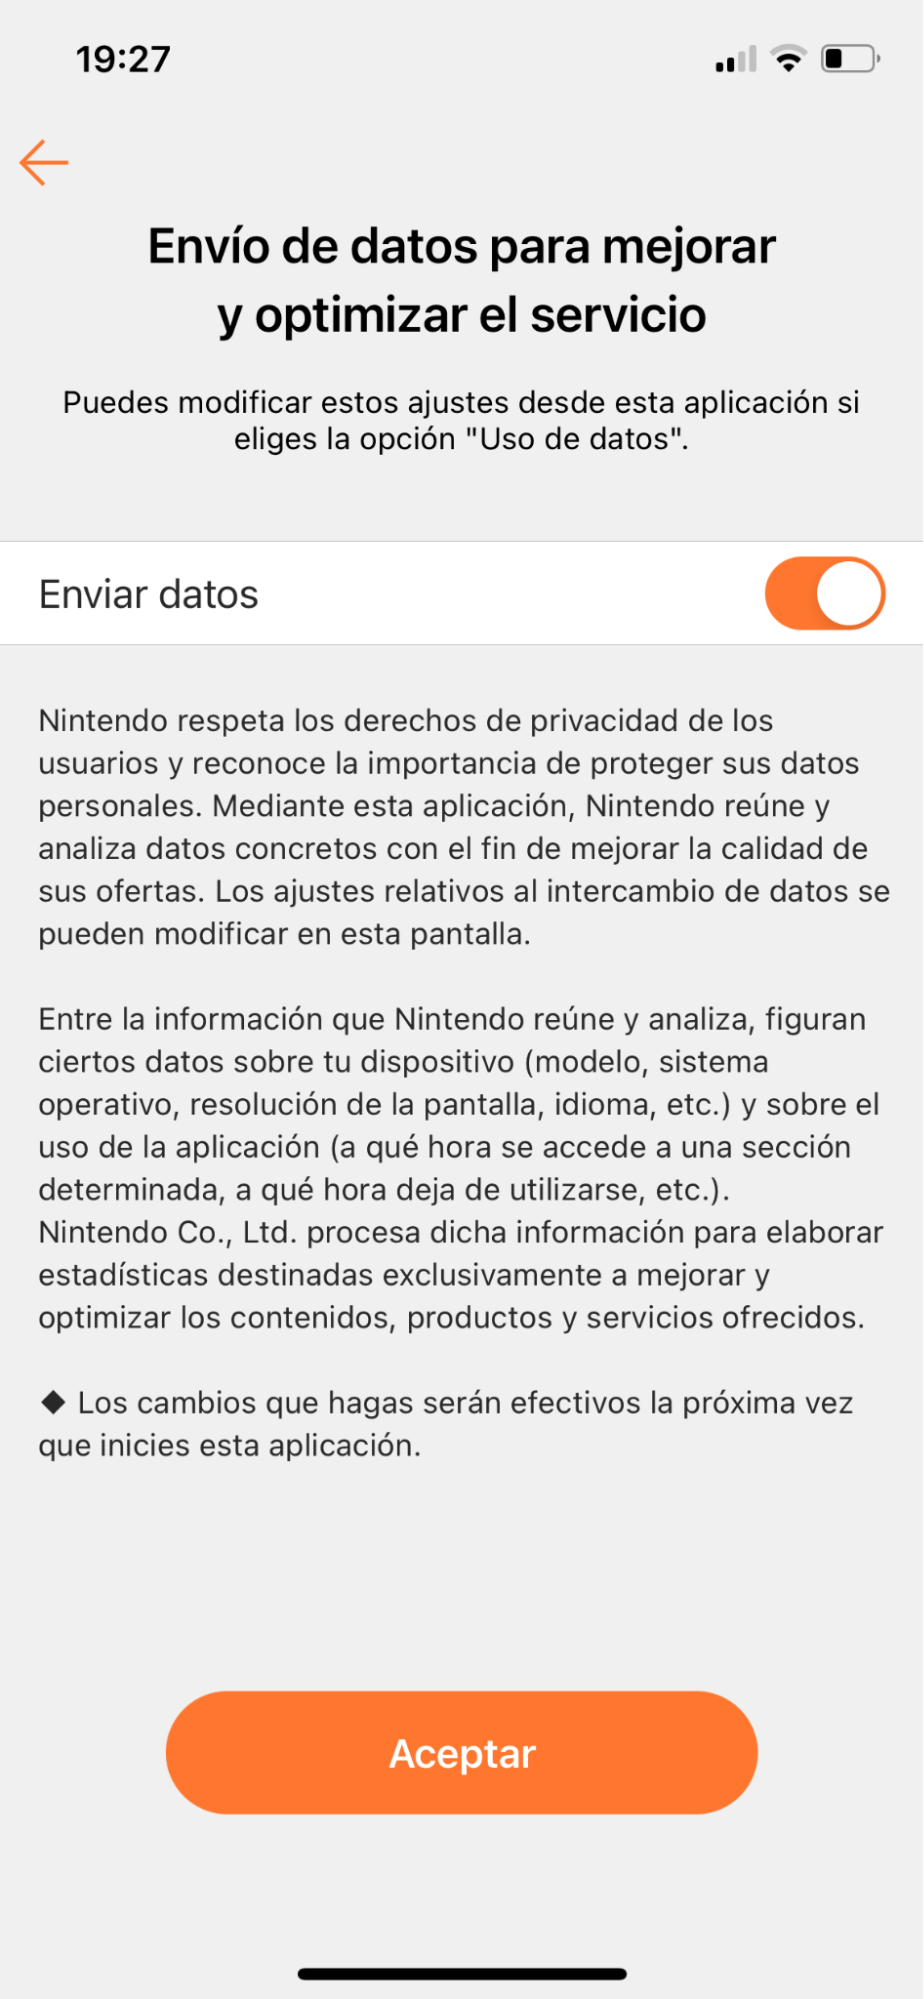 19:27
Envío de datos para mejorar
y optimizar el servicio
Puedes modificar estos ajustes desde esta aplicación si
eliges la opción "Uso de datos".
Enviar datos
Nintendo respeta los derechos de privacidad de los
usuarios y reconoce la importancia de proteger sus datos
personales. Mediante esta aplicación, Nintendo reúne y
analiza datos concretos con el fin de mejorar la calidad de
sus ofertas. Los ajustes relativos al intercambio de datos se
pueden modificar en esta pantalla.
Entre la información que Nintendo reúne y analiza, figuran
ciertos datos sobre tu dispositivo (modelo, sistema
operativo, resolución de la pantalla, idioma, etc.) y sobre el
uso de la aplicación (a qué hora se accede a una sección
determinada, a qué hora deja de utilizarse, etc.).
Nintendo Co., Ltd. procesa dicha información para elaborar
estadísticas destinadas exclusivamente a mejorar y
optimizar los contenidos, productos y servicios ofrecidos.
◆ Los cambios que hagas serán efectivos la próxima vez
que inicies esta aplicación.
Aceptar